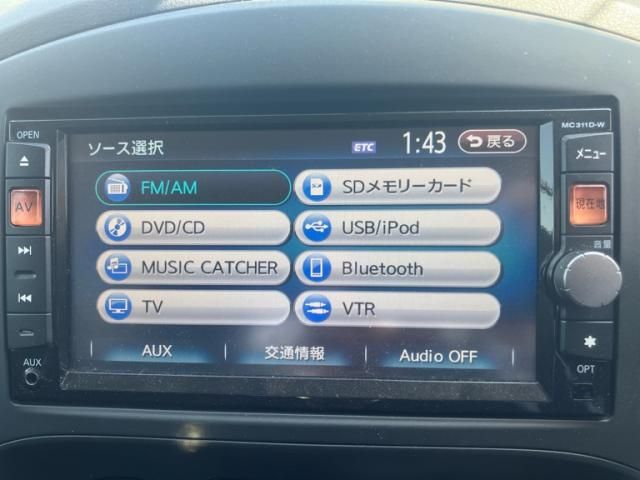 MC311D-W
OPEN
ソース選択
ETC
1:43
戻る
メニュー
AV
FM/AM
SDメモリーカード
現在地
DVD/CD
USB/iPod
音量
MUSIC CATCHER
Bluetooth
TV
VTR
AUX
交通情報
Audio OFF
AUX
OPT